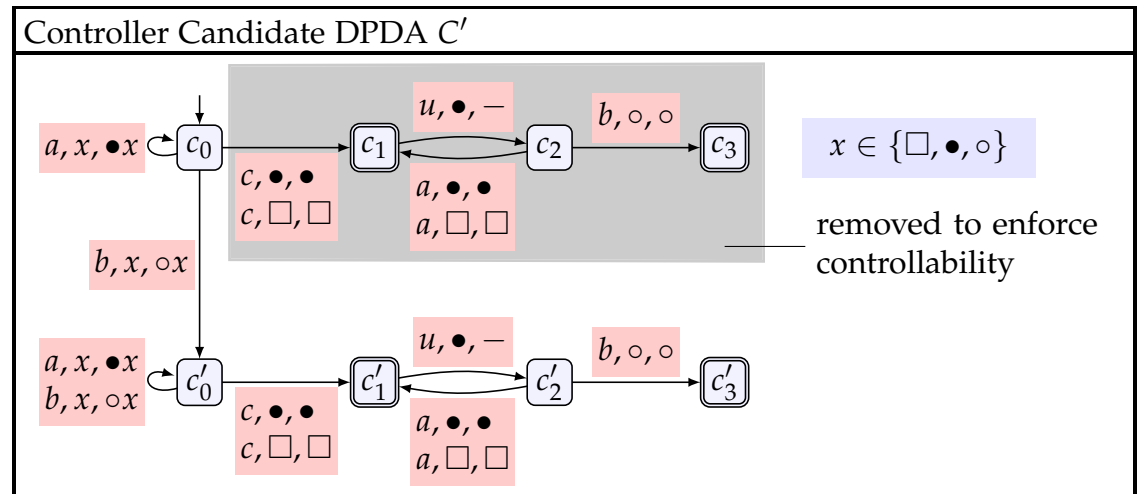 Controller Candidate DPDA C′
a, x, •x
c₀
c, •, •
c, □, □
c₁
u, •, −
a, •, •
a, □, □
c₂
b, ∘, ∘
c₃
x ∈ {□, •, ∘}
removed to enforce
controllability
b, x, ∘x
a, x, •x
b, x, ∘x
c′₀
c, •, •
c, □, □
c′₁
u, •, −
a, •, •
a, □, □
c′₂
b, ∘, ∘
c′₃